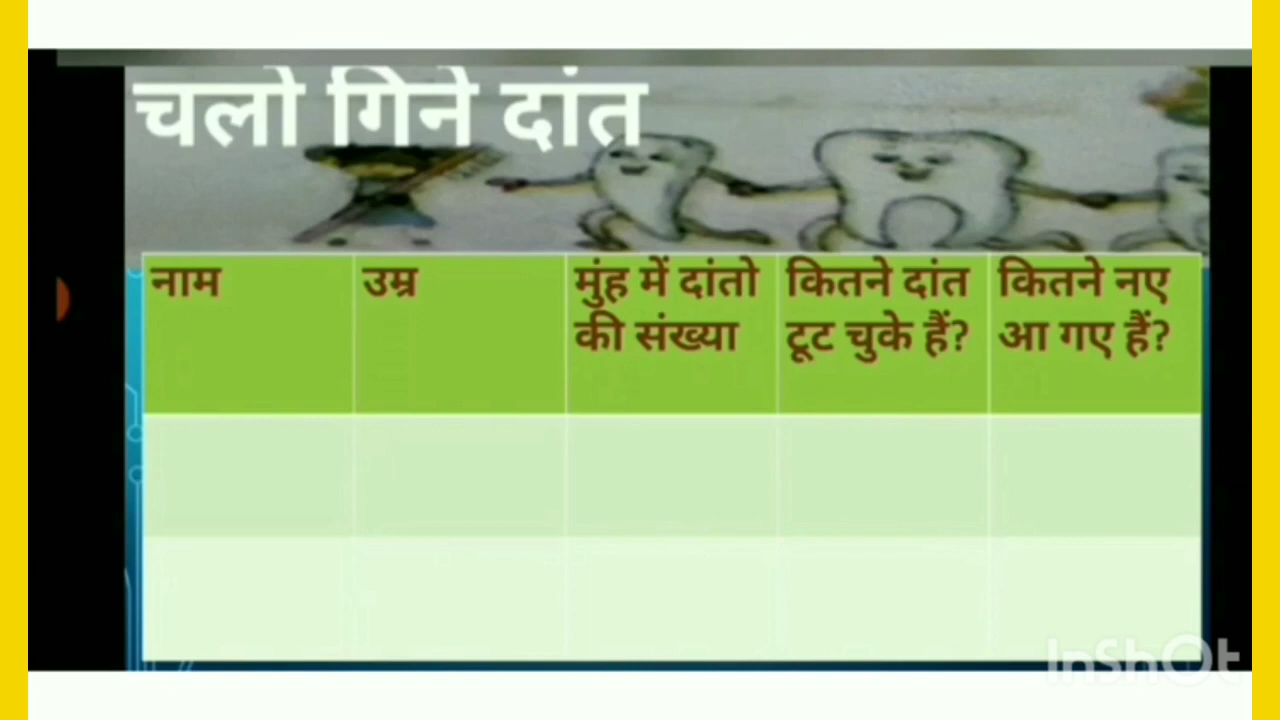 चलो गिने दांत
नाम
उम्र
मुंह में दांतो
की संख्या
कितने दांत
टूट चुके हैं?
कितने नए
आ गए हैं?
InShOt